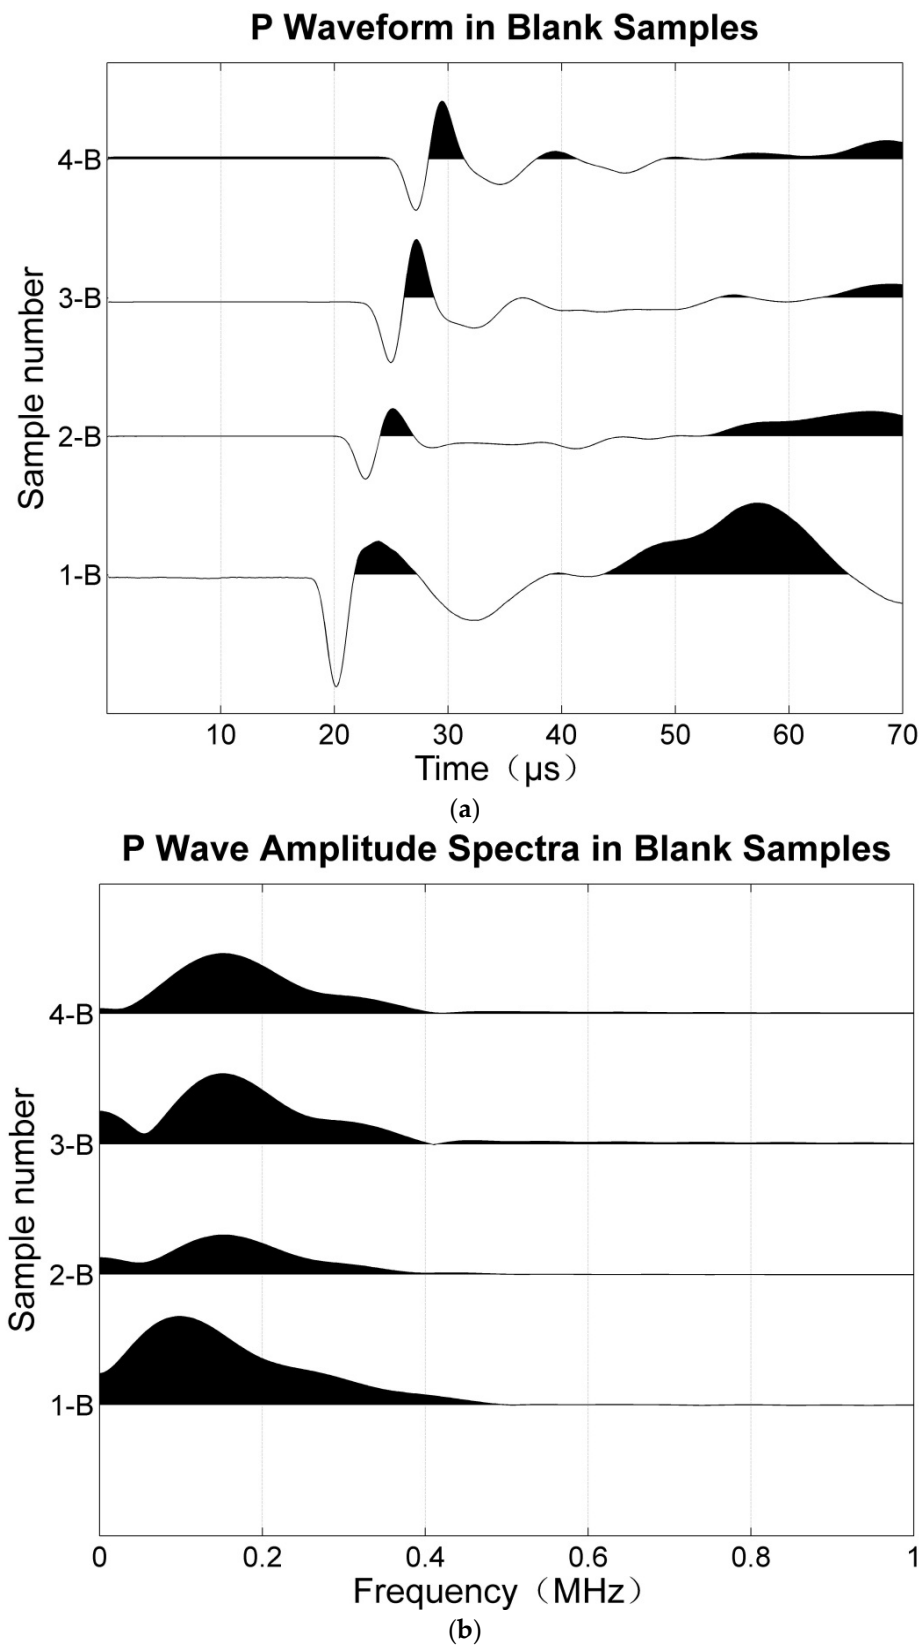 P Waveform in Blank Samples
Sample number
4-B
3-B
2-B
1-B
10 20 30 40 50 60 70
Time（μs）
(a)
P Wave Amplitude Spectra in Blank Samples
Sample number
4-B
3-B
2-B
1-B
0 0.2 0.4 0.6 0.8 1
Frequency（MHz）
(b)